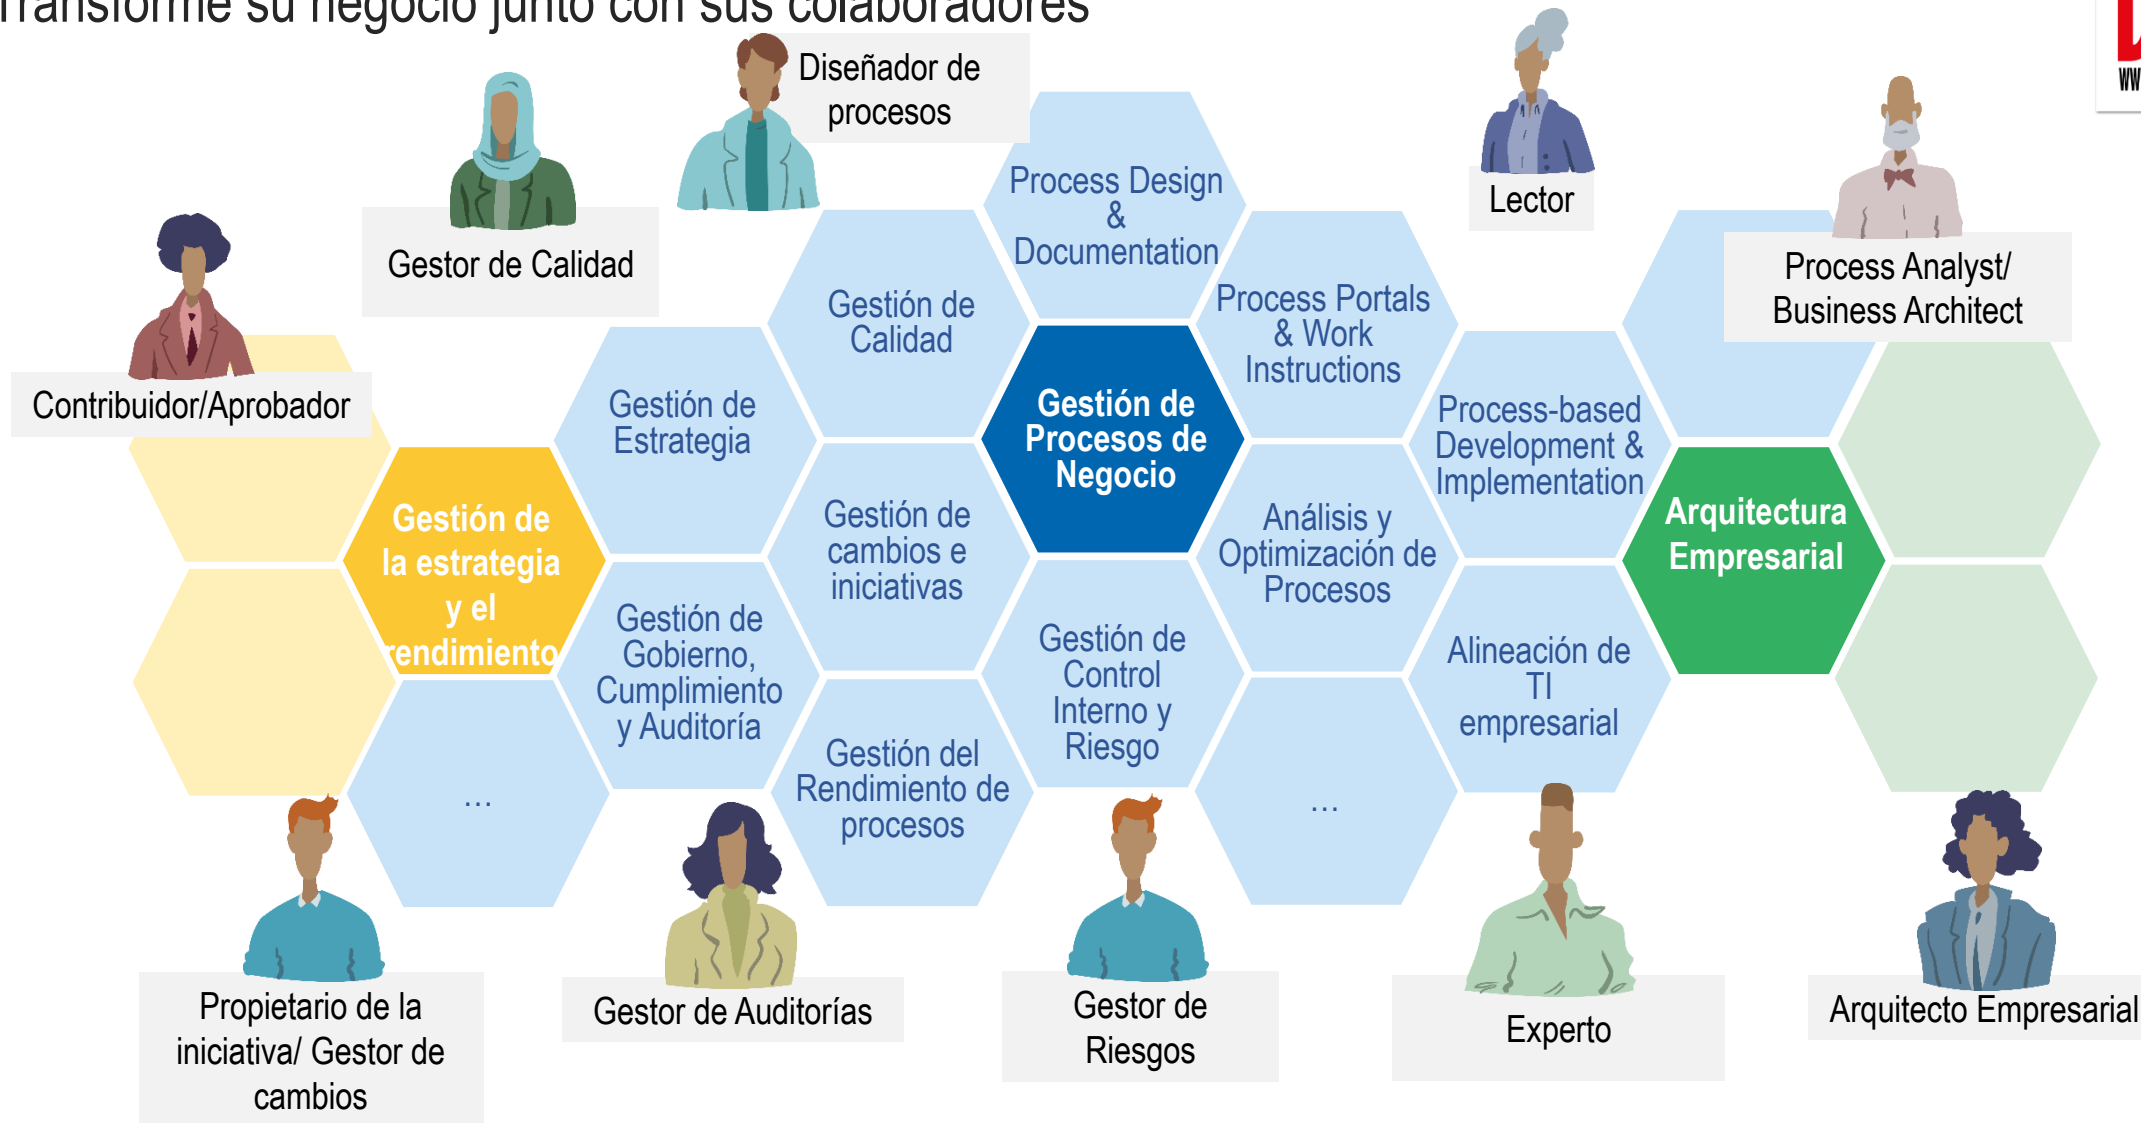 Transforme su negocio junto con sus colaboradores
Diseñador de
procesos
Gestor de Calidad
Contribuidor/Aprobador
Lector
Process Analyst/
Business Architect
Process Design
&
Documentation
Gestión de
Calidad
Process Portals
& Work
Instructions
Gestión de
Estrategia
Gestión de
Procesos de
Negocio
Process-based
Development &
Implementation
Gestión de
la estrategia
y el
rendimiento
Gestión de
cambios e
iniciativas
Análisis y
Optimización de
Procesos
Arquitectura
Empresarial
Gestión de
Gobierno,
Cumplimiento
y Auditoría
Gestión de
Control
Interno y
Riesgo
Alineación de
TI
empresarial
…
Gestión del
Rendimiento de
procesos
…
Propietario de la
iniciativa/ Gestor de
cambios
Gestor de Auditorías
Gestor de
Riesgos
Experto
Arquitecto Empresarial